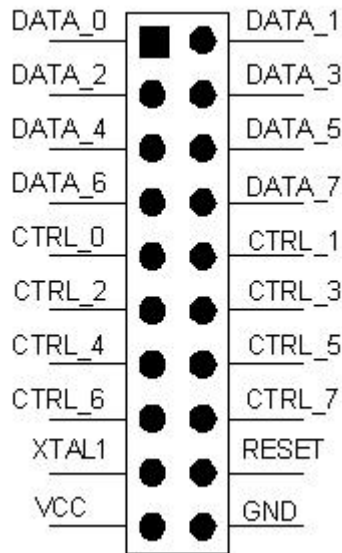 DATA_0 DATA_1
DATA_2 DATA_3
DATA_4 DATA_5
DATA_6 DATA_7
CTRL_0 CTRL_1
CTRL_2 CTRL_3
CTRL_4 CTRL_5
CTRL_6 CTRL_7
XTAL1 RESET
VCC GND